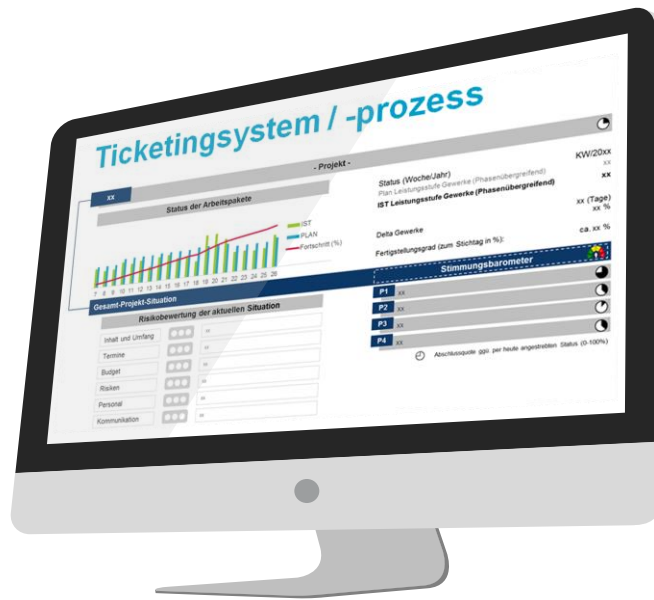 Ticketingsystem / -prozess
- Projekt -
xx
Status der Arbeitspakete
IST
PLAN
Fortschritt (%)
7 8 9 10 11 12 13 14 15 16 17 18 19 20 21 22 23 24 25 26
Status (Woche/Jahr) KW/20xx
Plan Leistungsstufe Gewerke (Phasenübergreifend) xx
IST Leistungsstufe Gewerke (Phasenübergreifend) xx
xx (Tage)
Delta Gewerke xx %
Fertigstellungsgrad (zum Stichtag in %): ca. xx %
Gesamt-Projekt-Situation
Stimmungsbarometer
Risikobewertung der aktuellen Situation
Inhalt und Umfang xx
Termine xx
Budget xx
Risiken xx
Personal xx
Kommunikation xx
P1 xx
P2 xx
P3 xx
P4 xx
Abschlussquote ggü. per heute angestrebten Status (0-100%)